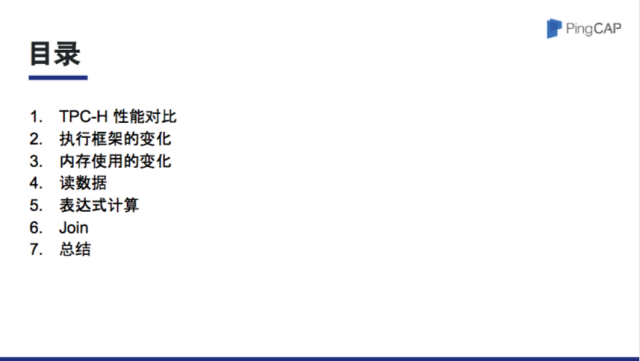 PingCAP
目录
1. TPC-H 性能对比
2. 执行框架的变化
3. 内存使用的变化
4. 读数据
5. 表达式计算
6. Join
7. 总结